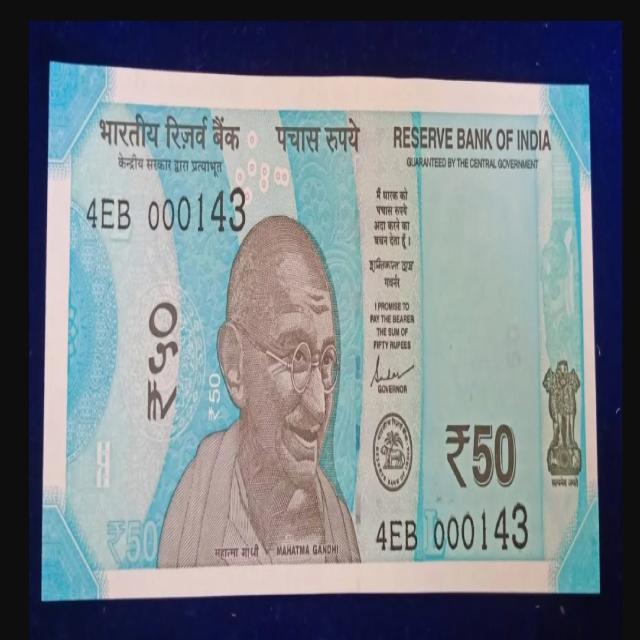 भारतीय रिज़र्व बैंक
केन्द्रीय सरकार द्वारा प्रत्याभूत
पचास रुपये
RESERVE BANK OF INDIA
GUARANTEED BY THE CENTRAL GOVERNMENT
4EB 000143
मैं धारक को
पचास रुपये
अदा करने का
वचन देता हूँ।
गवर्नर
I PROMISE TO
PAY THE BEARER
THE SUM OF
FIFTY RUPEES
GOVERNOR
₹५०
₹50
₹50
सत्यमेव जयते
₹50
महात्मा गांधी
MAHATMA GANDHI
4EB 000143